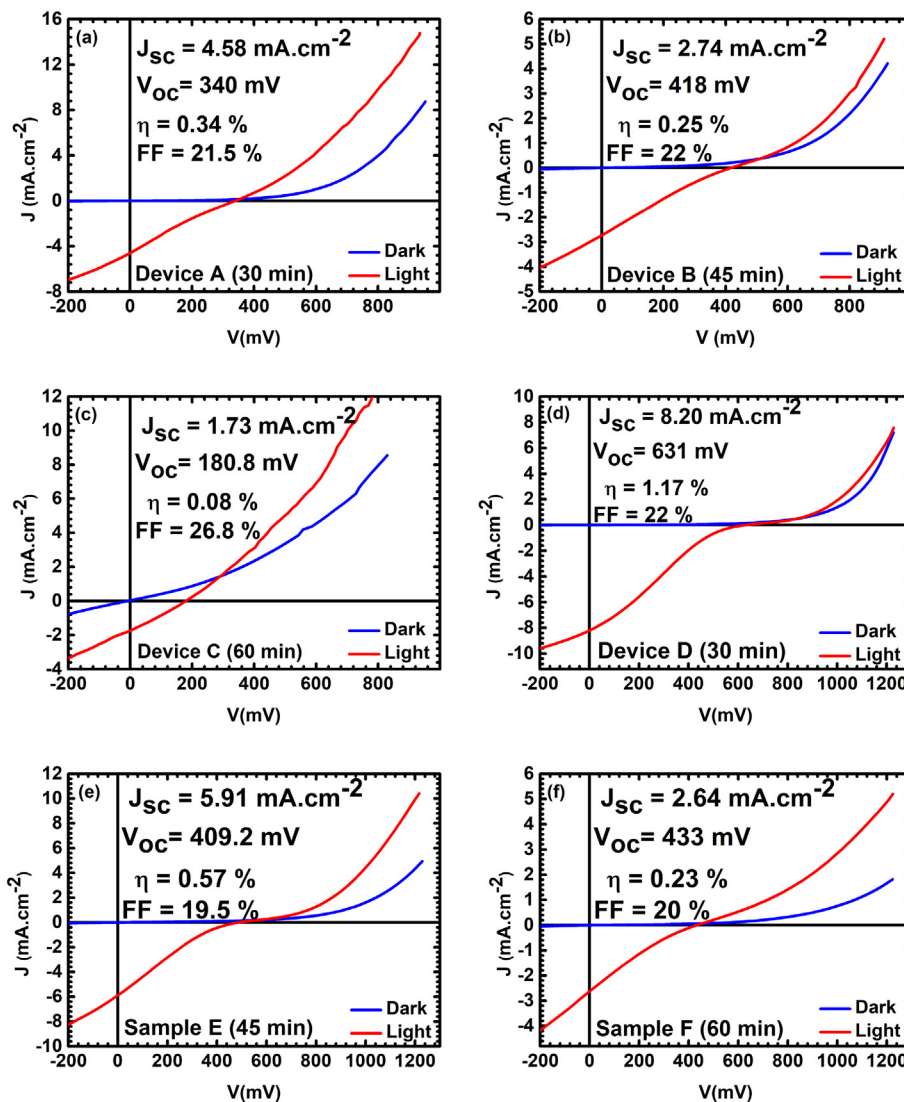 (a)
J_sc = 4.58 mA.cm^-2
V_oc= 340 mV
η = 0.34 %
FF = 21.5 %
16
12
8
4
0
-4
-8
J (mA.cm^-2)
Device A (30 min)
Dark
Light
-200 0 200 400 600 800
V(mV)
(b)
J_sc = 2.74 mA.cm^-2
V_oc= 418 mV
η = 0.25 %
FF = 22 %
6
5
4
3
2
1
0
-1
-2
-3
-4
-5
J (mA.cm^-2)
Device B (45 min)
Dark
Light
-200 0 200 400 600 800
V (mV)
(c)
J_sc = 1.73 mA.cm^-2
V_oc= 180.8 mV
η = 0.08 %
FF = 26.8 %
12
10
8
6
4
2
0
-2
-4
J (mA.cm^-2)
Device C (60 min)
Dark
Light
-200 0 200 400 600 800
V(mV)
(d)
J_sc = 8.20 mA.cm^-2
V_oc= 631 mV
η = 1.17 %
FF = 22 %
10
8
6
4
2
0
-2
-4
-6
-8
-10
J (mA.cm^-2)
Device D (30 min)
Dark
Light
-200 0 200 400 600 800 1000 1200
V(mV)
(e)
J_sc = 5.91 mA.cm^-2
V_oc= 409.2 mV
η = 0.57 %
FF = 19.5 %
12
10
8
6
4
2
0
-2
-4
-6
-8
-10
J (mA.cm^-2)
Sample E (45 min)
Dark
Light
-200 0 200 400 600 800 1000 1200
V(mV)
(f)
J_sc = 2.64 mA.cm^-2
V_oc= 433 mV
η = 0.23 %
FF = 20 %
6
5
4
3
2
1
0
-1
-2
-3
-4
J (mA.cm^-2)
Sample F (60 min)
Dark
Light
-200 0 200 400 600 800 1000 1200
V(mV)